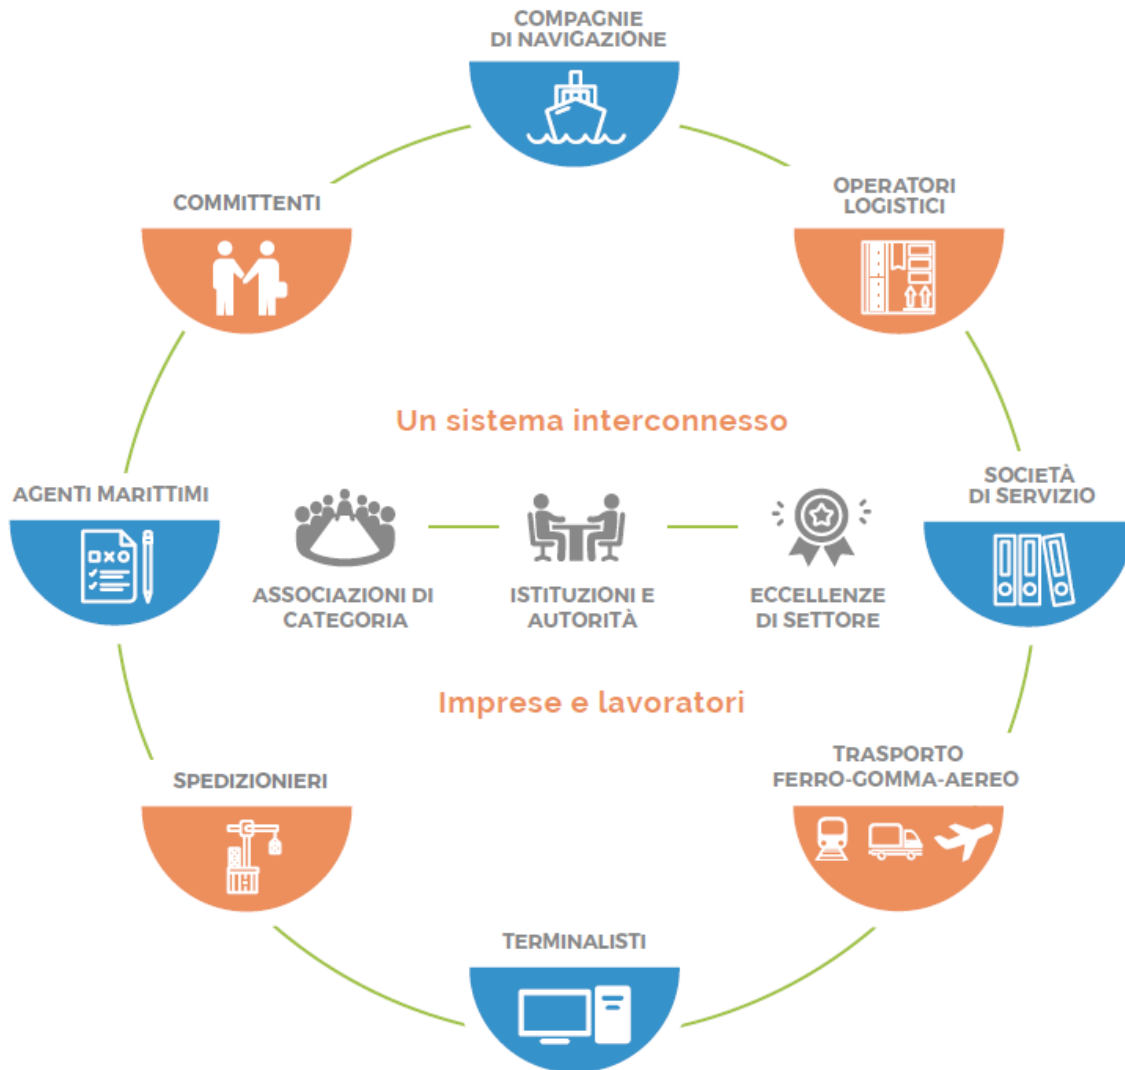 COMPAGNIE
DI NAVIGAZIONE
COMMITTENTI
OPERATORI
LOGISTICI
Un sistema interconnesso
AGENTI MARITTIMI
SOCIETÀ
DI SERVIZIO
ASSOCIAZIONI DI
CATEGORIA
ISTITUZIONI E
AUTORITÀ
ECCELLENZE
DI SETTORE
Imprese e lavoratori
SPEDIZIONIERI
TRASPORTO
FERRO-GOMMA-AEREO
TERMINALISTI